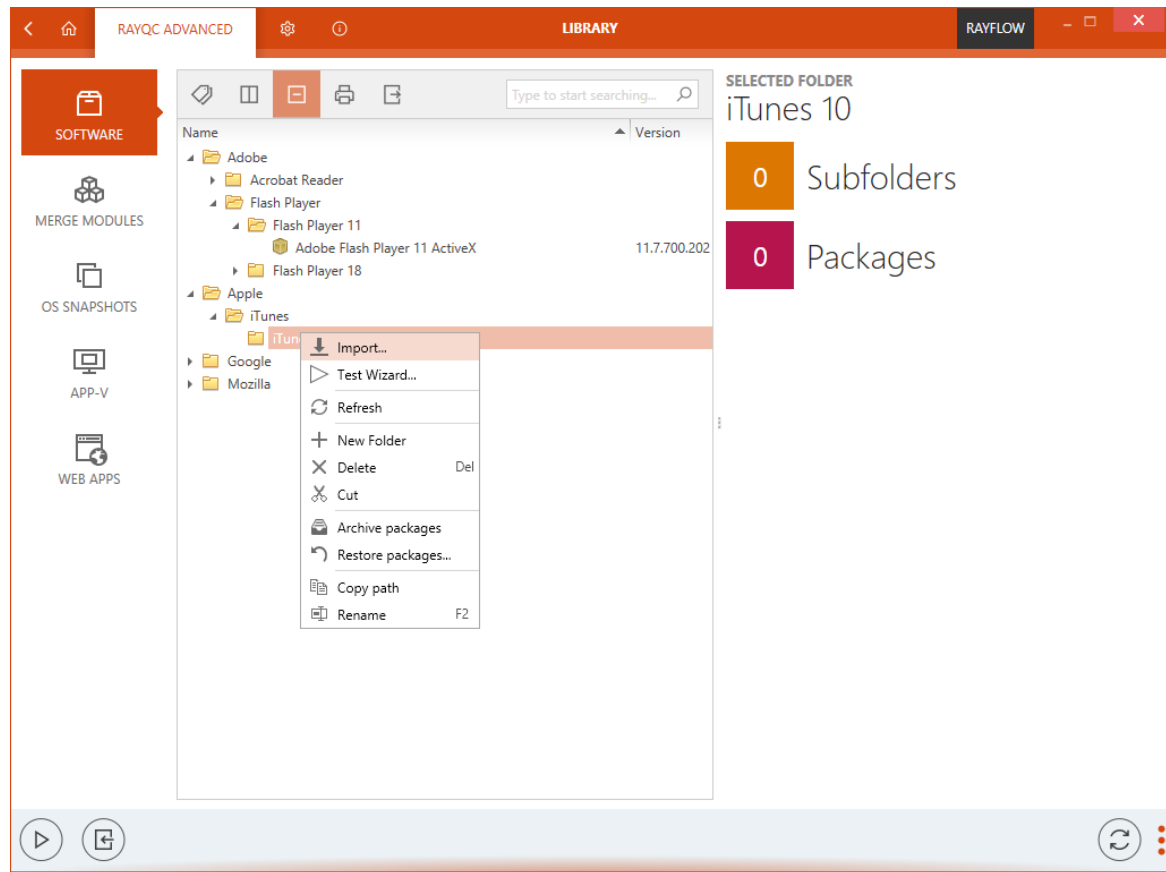 RAYQC ADVANCED
LIBRARY
RAYFLOW
SOFTWARE
MERGE MODULES
OS SNAPSHOTS
APP-V
WEB APPS
Type to start searching...
Name Version
Adobe
Acrobat Reader
Flash Player
Flash Player 11
Adobe Flash Player 11 ActiveX 11.7.700.202
Flash Player 18
Apple
iTunes
iTun
Google
Mozilla
Import...
Test Wizard...
Refresh
New Folder
Delete Del
Cut
Archive packages
Restore packages...
Copy path
Rename F2
SELECTED FOLDER
iTunes 10
0 Subfolders
0 Packages